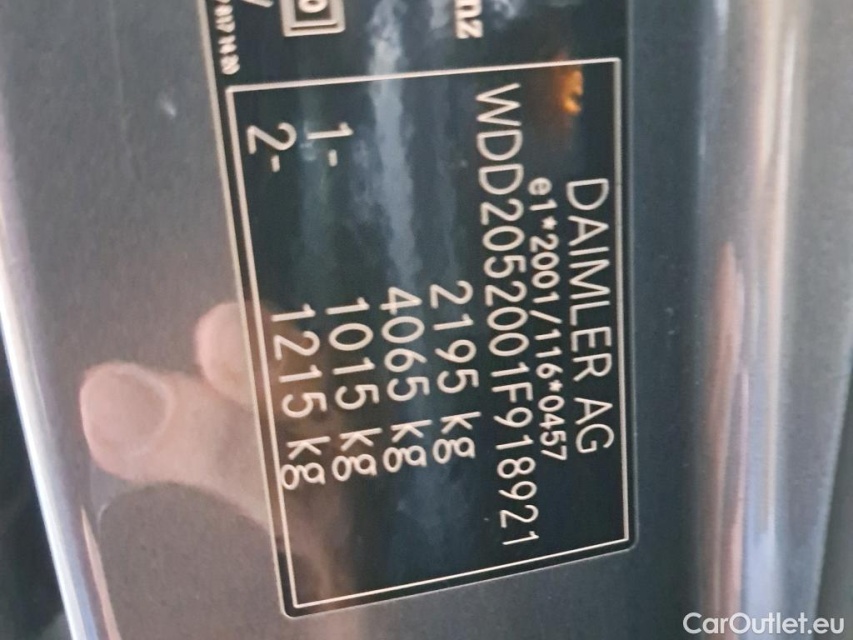 DAIMLER AG
e1*2001/116*0457
WDD2052001F918921
2195 kg
4065 kg
1- 1015 kg
2- 1215 kg
CarOutlet.eu